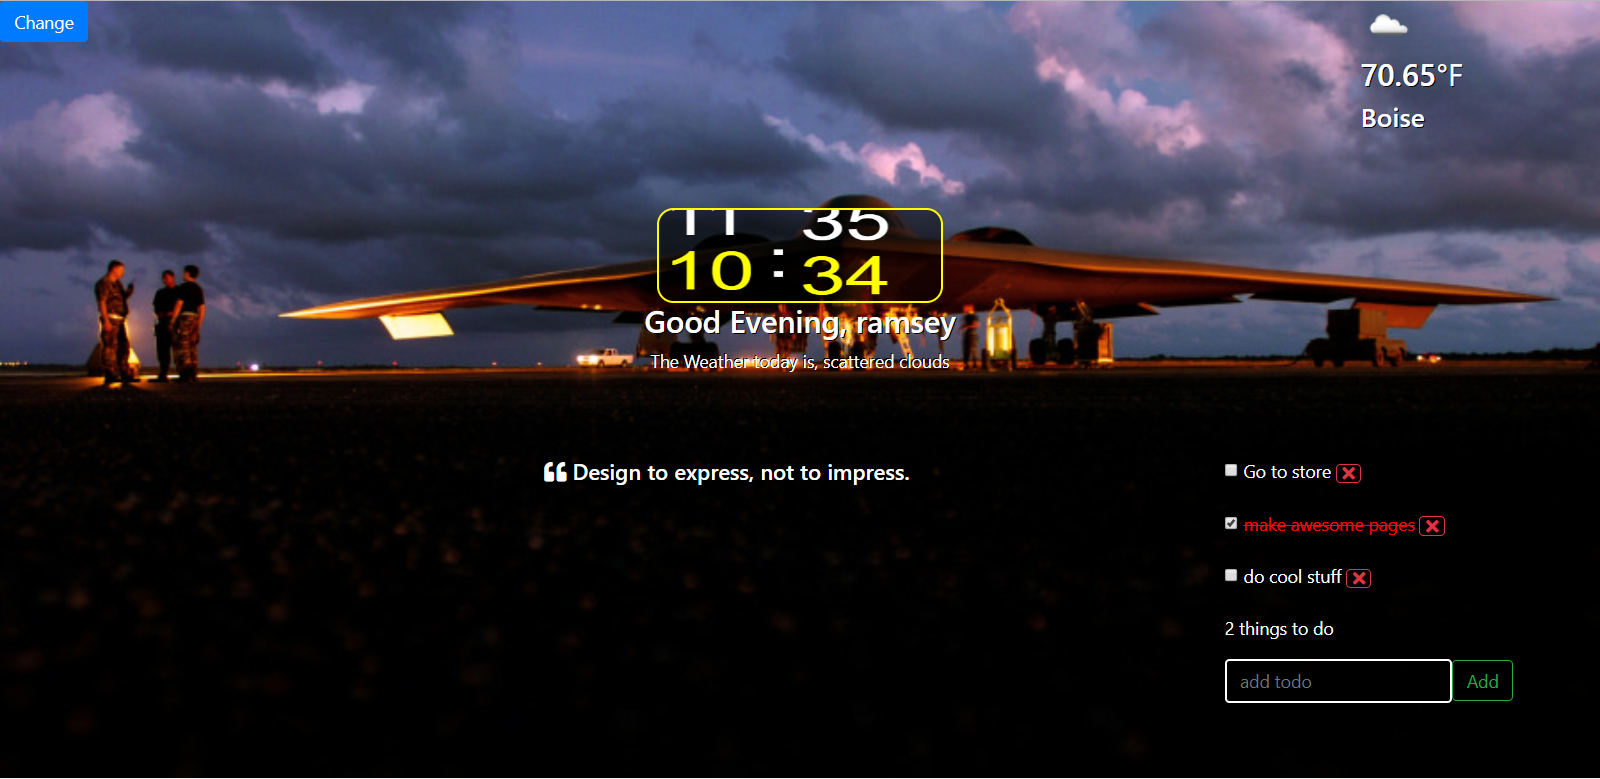 Change
70.65°F
Boise
11 35
10 : 34
Good Evening, ramsey
The Weather today is, scattered clouds
Design to express, not to impress.
Go to store
make awesome pages
do cool stuff
2 things to do
add todo Add